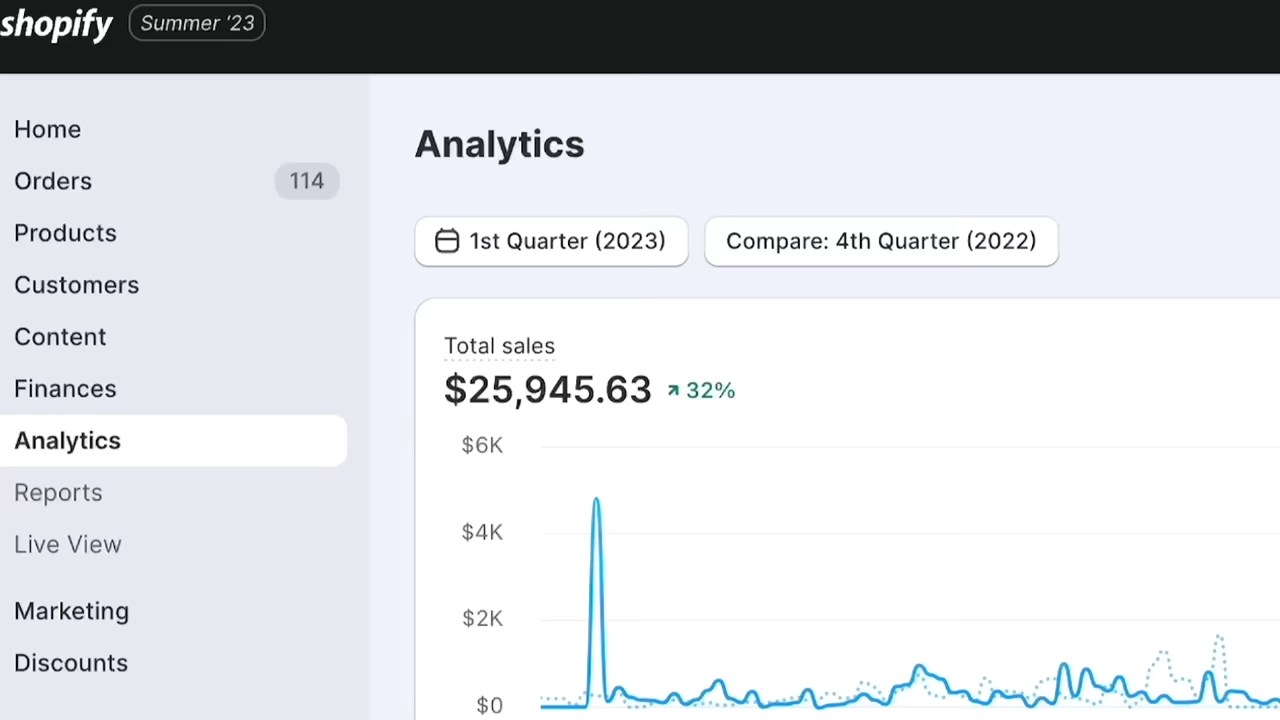 shopify Summer '23
Home
Orders 114
Products
Customers
Content
Finances
Analytics
Reports
Live View
Marketing
Discounts
Analytics
1st Quarter (2023) Compare: 4th Quarter (2022)
Total sales
$25,945.63 32%
$6K
$4K
$2K
$0